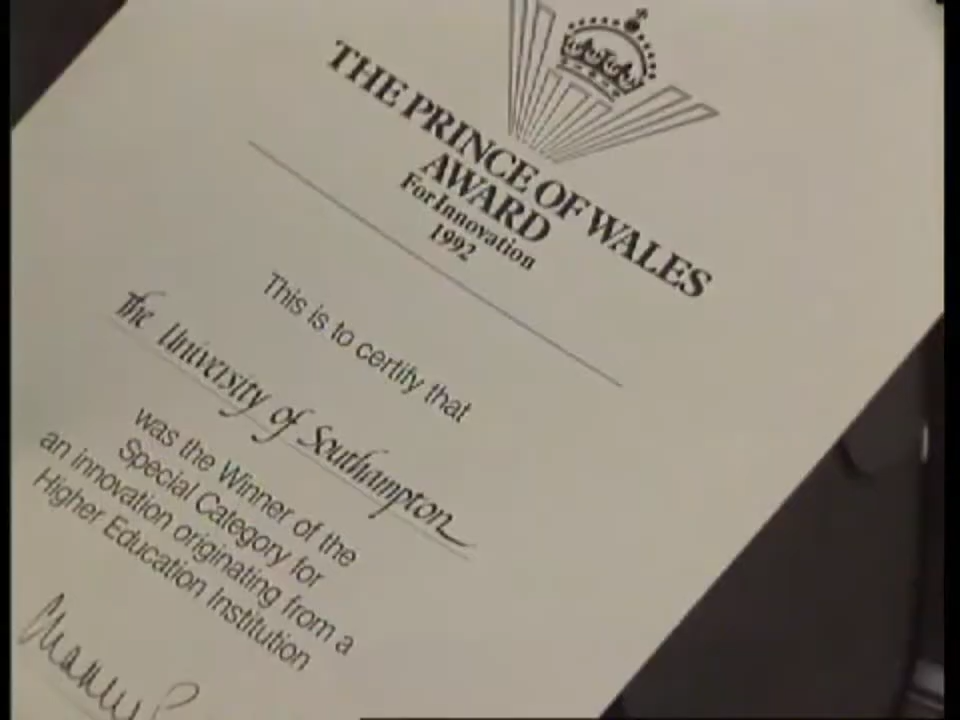 THE PRINCE OF WALES
AWARD
For Innovation
1992
This is to certify that
the University of Southampton
was the Winner of the
Special Category for
an innovation originating from a
Higher Education Institution